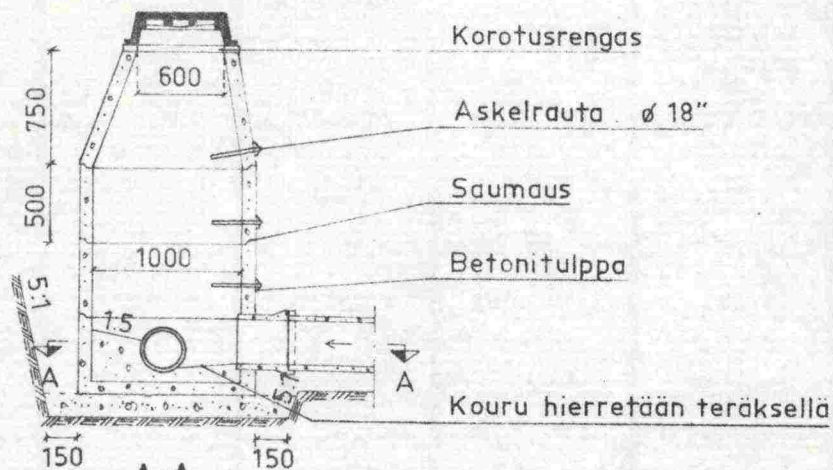 Korotusrengas
600
Askelrauta ø 18"
750
Saumaus
500
1000
Betonitulppa
5:1
1:5
A
A
5:1
Kouru hierretään teräksellä
150
150
A-A